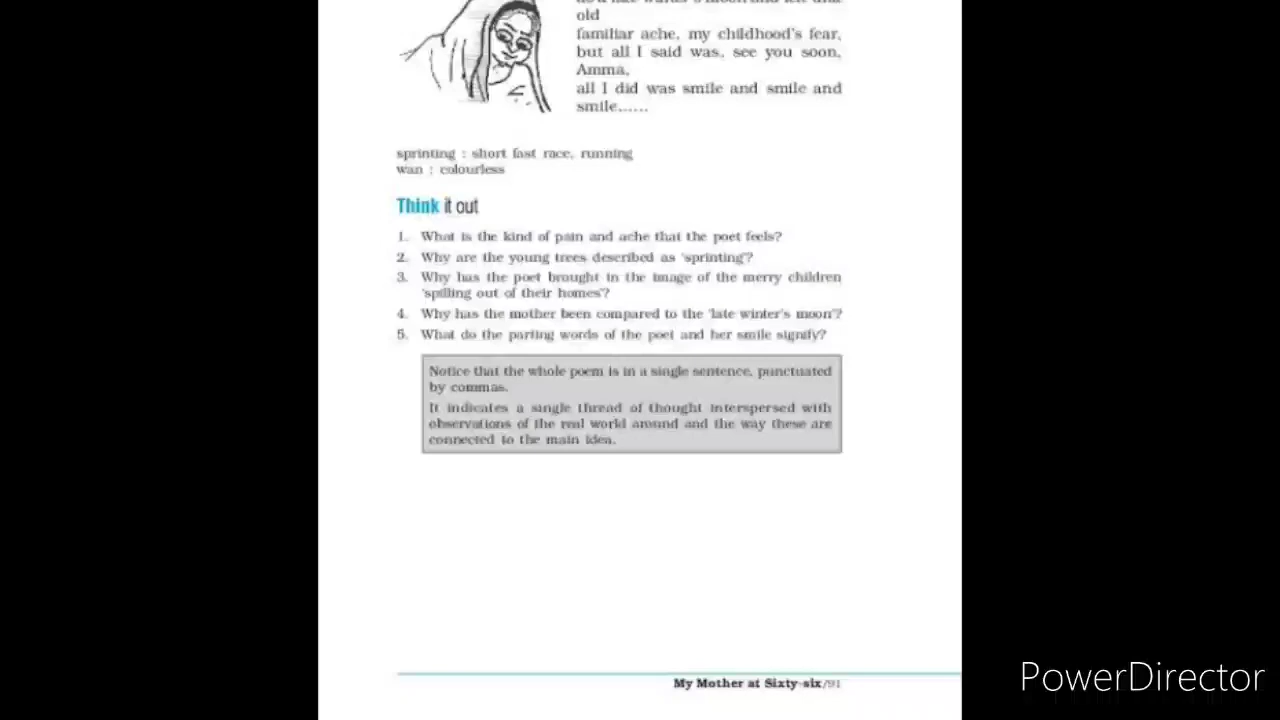 old
familiar ache, my childhood's fear,
but all I said was, see you soon,
Amma,
all I did was smile and smile and
smile......
sprinting : short fast race, running
wan : colourless
Think it out
1. What is the kind of pain and ache that the poet feels?
2. Why are the young trees described as 'sprinting'?
3. Why has the poet brought in the image of the merry children
'spilling out of their homes'?
4. Why has the mother been compared to the 'late winter's moon'?
5. What do the parting words of the poet and her smile signify?
Notice that the whole poem is in a single sentence, punctuated
by commas.
It indicates a single thread of thought interspersed with
observations of the real world around and the way these are
connected to the main idea.
My Mother at Sixty-six/91
PowerDirector